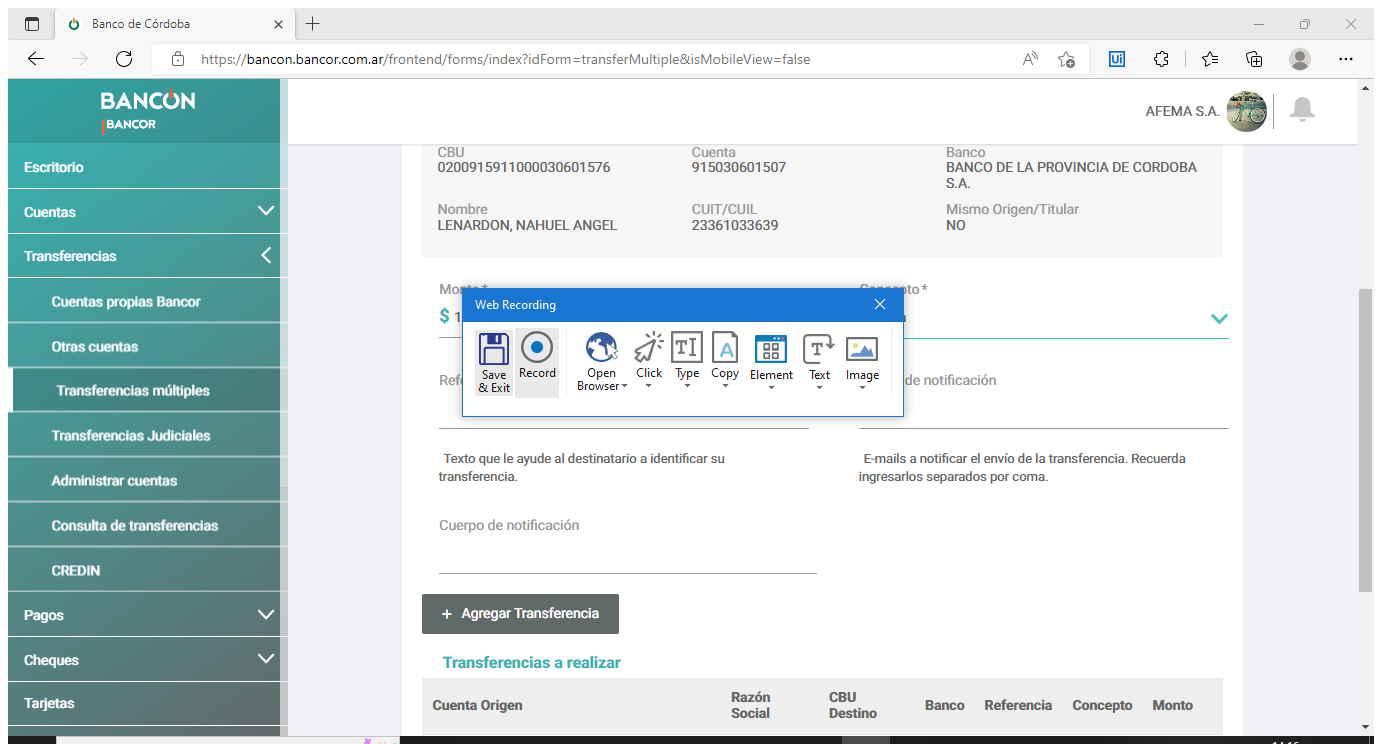 Banco de Córdoba
https://bancon.bancor.com.ar/frontend/forms/index?idForm=transferMultiple&isMobileView=false
Ui
BANCON
BANCOR
AFEMA S.A.
Escritorio
Cuentas
Transferencias
Cuentas propias Bancor
Otras cuentas
Transferencias múltiples
Transferencias Judiciales
Administrar cuentas
Consulta de transferencias
CREDIN
Pagos
Cheques
Tarjetas
CBU Cuenta Banco
0200915911000030601576 915030601507 BANCO DE LA PROVINCIA DE CORDOBA
S.A.
Nombre CUIT/CUIL Mismo Origen/Titular
LENARDON, NAHUEL ANGEL 23361033639 NO
Web Recording
Save & Exit
Record
Open Browser
Click
Type
Copy
Element
Text
Image
$ 1
de notificación
Texto que le ayude al destinatario a identificar su
transferencia.
E-mails a notificar el envío de la transferencia. Recuerda
ingresarlos separados por coma.
Cuerpo de notificación
+ Agregar Transferencia
Transferencias a realizar
Cuenta Origen Razón Social CBU Destino Banco Referencia Concepto Monto